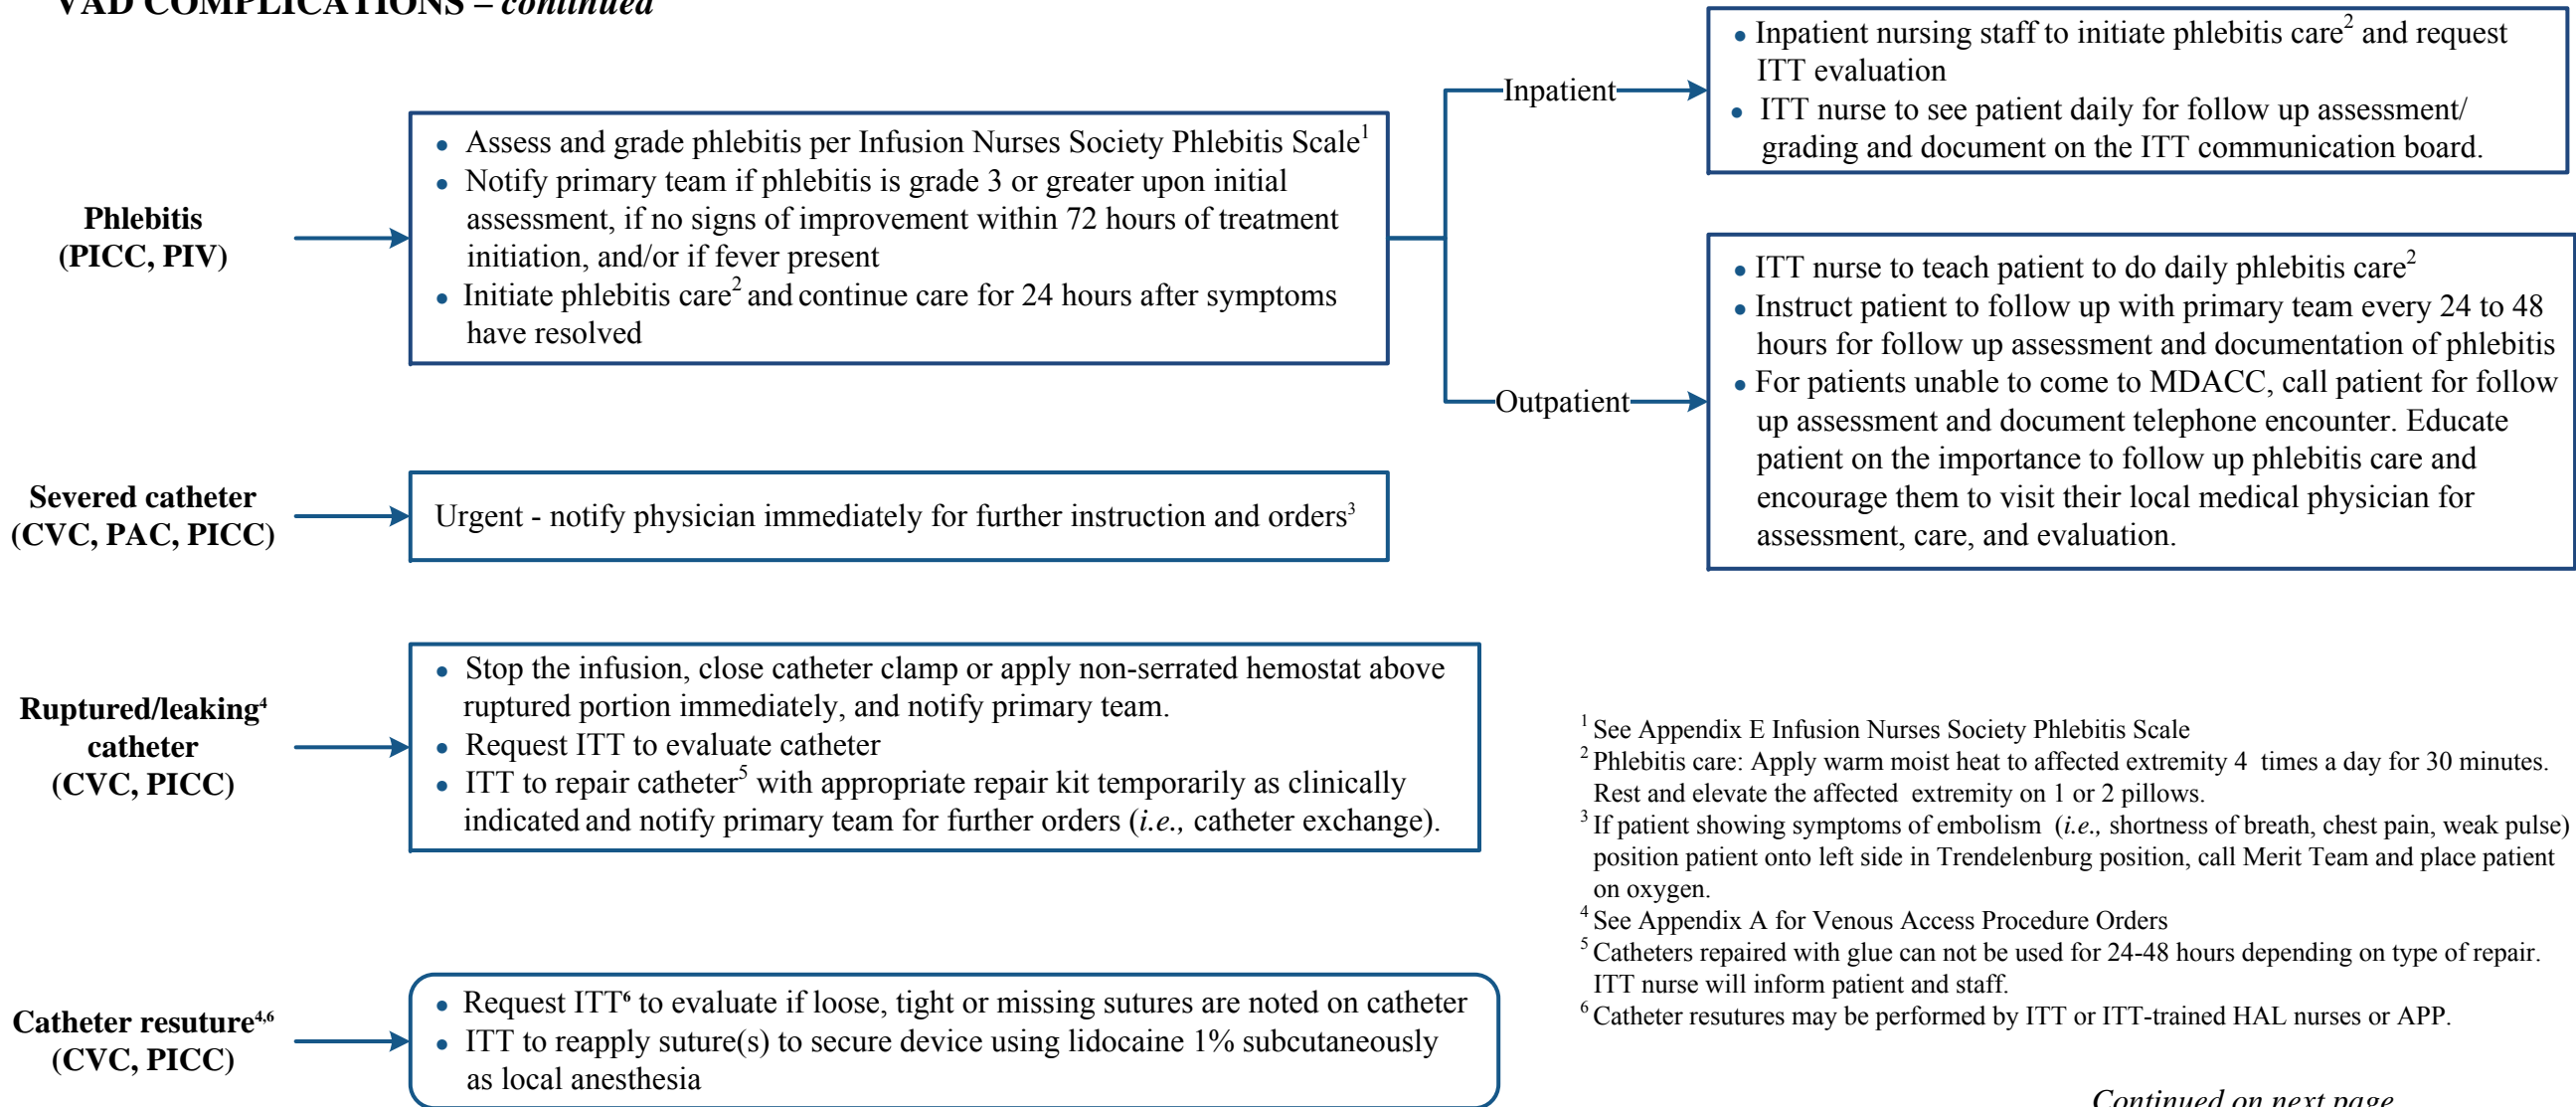 VAD COMPLICATIONS – continued
Phlebitis
(PICC, PIV)
• Assess and grade phlebitis per Infusion Nurses Society Phlebitis Scale1
• Notify primary team if phlebitis is grade 3 or greater upon initial
assessment, if no signs of improvement within 72 hours of treatment
initiation, and/or if fever present
• Initiate phlebitis care2 and continue care for 24 hours after symptoms
have resolved
Inpatient
• Inpatient nursing staff to initiate phlebitis care2 and request
ITT evaluation
• ITT nurse to see patient daily for follow up assessment/
grading and document on the ITT communication board.
Outpatient
• ITT nurse to teach patient to do daily phlebitis care2
• Instruct patient to follow up with primary team every 24 to 48
hours for follow up assessment and documentation of phlebitis
• For patients unable to come to MDACC, call patient for follow
up assessment and document telephone encounter. Educate
patient on the importance to follow up phlebitis care and
encourage them to visit their local medical physician for
assessment, care, and evaluation.
Severed catheter
(CVC, PAC, PICC)
Urgent - notify physician immediately for further instruction and orders3
Ruptured/leaking4
catheter
(CVC, PICC)
• Stop the infusion, close catheter clamp or apply non-serrated hemostat above
ruptured portion immediately, and notify primary team.
• Request ITT to evaluate catheter
• ITT to repair catheter5 with appropriate repair kit temporarily as clinically
indicated and notify primary team for further orders (i.e., catheter exchange).
Catheter resuture4,6
(CVC, PICC)
• Request ITT6 to evaluate if loose, tight or missing sutures are noted on catheter
• ITT to reapply suture(s) to secure device using lidocaine 1% subcutaneously
as local anesthesia
1 See Appendix E Infusion Nurses Society Phlebitis Scale
2 Phlebitis care: Apply warm moist heat to affected extremity 4 times a day for 30 minutes.
Rest and elevate the affected extremity on 1 or 2 pillows.
3 If patient showing symptoms of embolism (i.e., shortness of breath, chest pain, weak pulse)
position patient onto left side in Trendelenburg position, call Merit Team and place patient
on oxygen.
4 See Appendix A for Venous Access Procedure Orders
5 Catheters repaired with glue can not be used for 24-48 hours depending on type of repair.
ITT nurse will inform patient and staff.
6 Catheter resutures may be performed by ITT or ITT-trained HAL nurses or APP.
Continued on next page